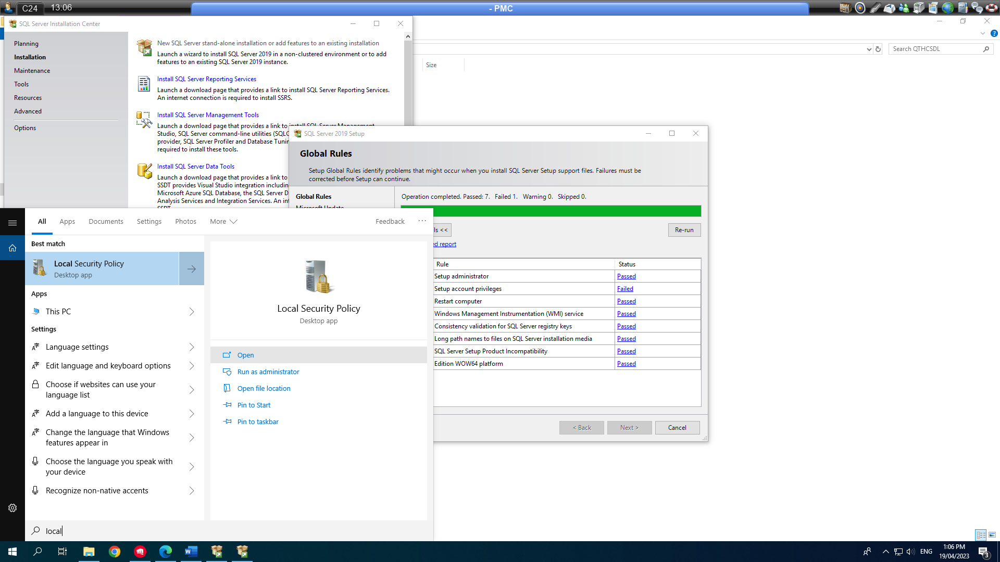 C24
13:06
- PMC
SQL Server Installation Center
Planning
Installation
Maintenance
Tools
Resources
Advanced
Options
New SQL Server stand-alone installation or add features to an existing installation
Launch a wizard to install SQL Server 2019 in a non-clustered environment or to add
features to an existing SQL Server 2019 instance.
Install SQL Server Reporting Services
Launch a download page that provides a link to install SQL Server Reporting Services.
An internet connection is required to install SSRS.
Install SQL Server Management Tools
Launch a download page that provides a link to install SQL Server Management
Studio, SQL Server command-line utilities (SQLC
provider, SQL Server Profiler and Database Tunin
required to install these tools.
Install SQL Server Data Tools
Launch a download page that provides a link to
SSDT provides Visual Studio integration includin
Microsoft Azure SQL Database, the SQL Server D
Analysis Services and Integration Services. An int
SSDT.
Search QTHCSDL
Size
SQL Server 2019 Setup
Global Rules
Setup Global Rules identify problems that might occur when you install SQL Server Setup support files. Failures must be
corrected before Setup can continue.
Global Rules
Microsoft Update
Operation completed. Passed: 7. Failed 1. Warning 0. Skipped 0.
ls <<
Re-run
ed report
Rule Status
Setup administrator Passed
Setup account privileges Failed
Restart computer Passed
Windows Management Instrumentation (WMI) service Passed
Consistency validation for SQL Server registry keys Passed
Long path names to files on SQL Server installation media Passed
SQL Server Setup Product Incompatibility Passed
Edition WOW64 platform Passed
< Back
Next >
Cancel
All
Apps
Documents
Settings
Photos
More
Feedback
...
Best match
Local Security Policy
Desktop app
Apps
This PC
Settings
Language settings
Edit language and keyboard options
Choose if websites can use your
language list
Add a language to this device
Change the language that Windows
features appear in
Choose the language you speak with
your device
Recognize non-native accents
Local Security Policy
Desktop app
Open
Run as administrator
Open file location
Pin to Start
Pin to taskbar
local
ENG
1:06 PM
19/04/2023
3